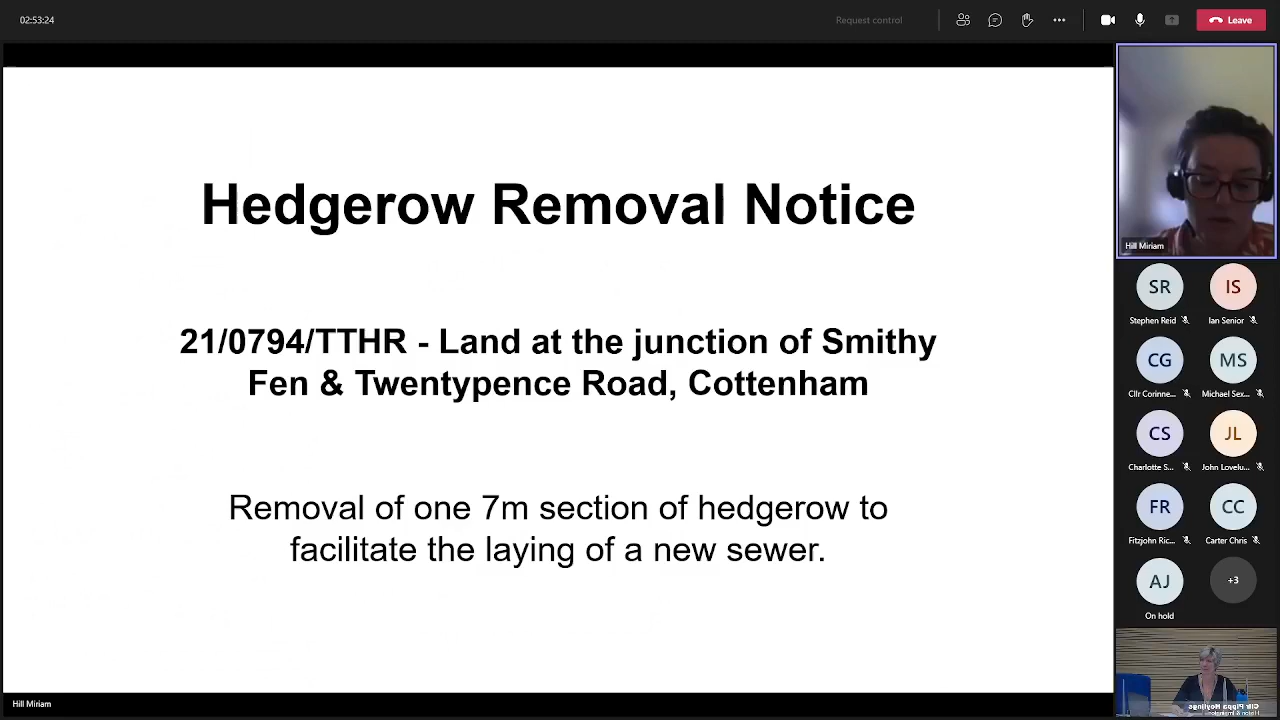 02:53:24
Request control
Leave
Hedgerow Removal Notice
21/0794/TTHR - Land at the junction of Smithy
Fen & Twentypence Road, Cottenham
Removal of one 7m section of hedgerow to
facilitate the laying of a new sewer.
Hill Miriam
Hill Miriam
SR
IS
Stephen Reid
Ian Senior
CG
MS
Cllr Corinne...
Michael Sex...
CS
JL
Charlotte S...
John Lovelu...
FR
CC
Fitzjohn Ric...
Carter Chris
AJ
+3
On hold